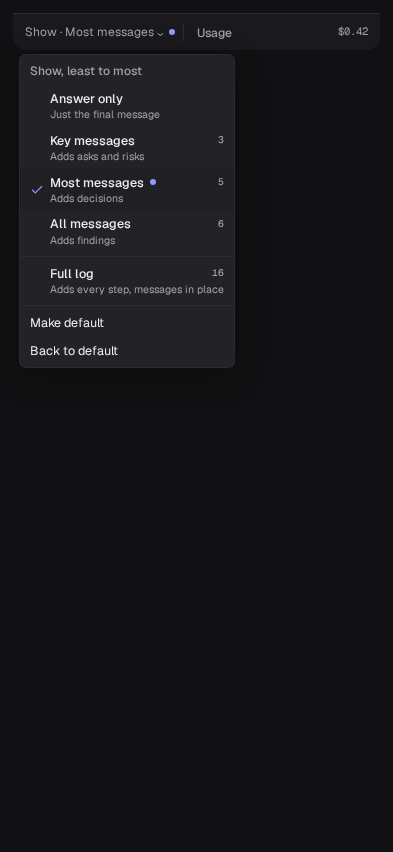 Show · Most messages
Usage
$0.42
Show, least to most
Answer only
Just the final message
Key messages 3
Adds asks and risks
Most messages 5
Adds decisions
All messages 6
Adds findings
Full log 16
Adds every step, messages in place
Make default
Back to default